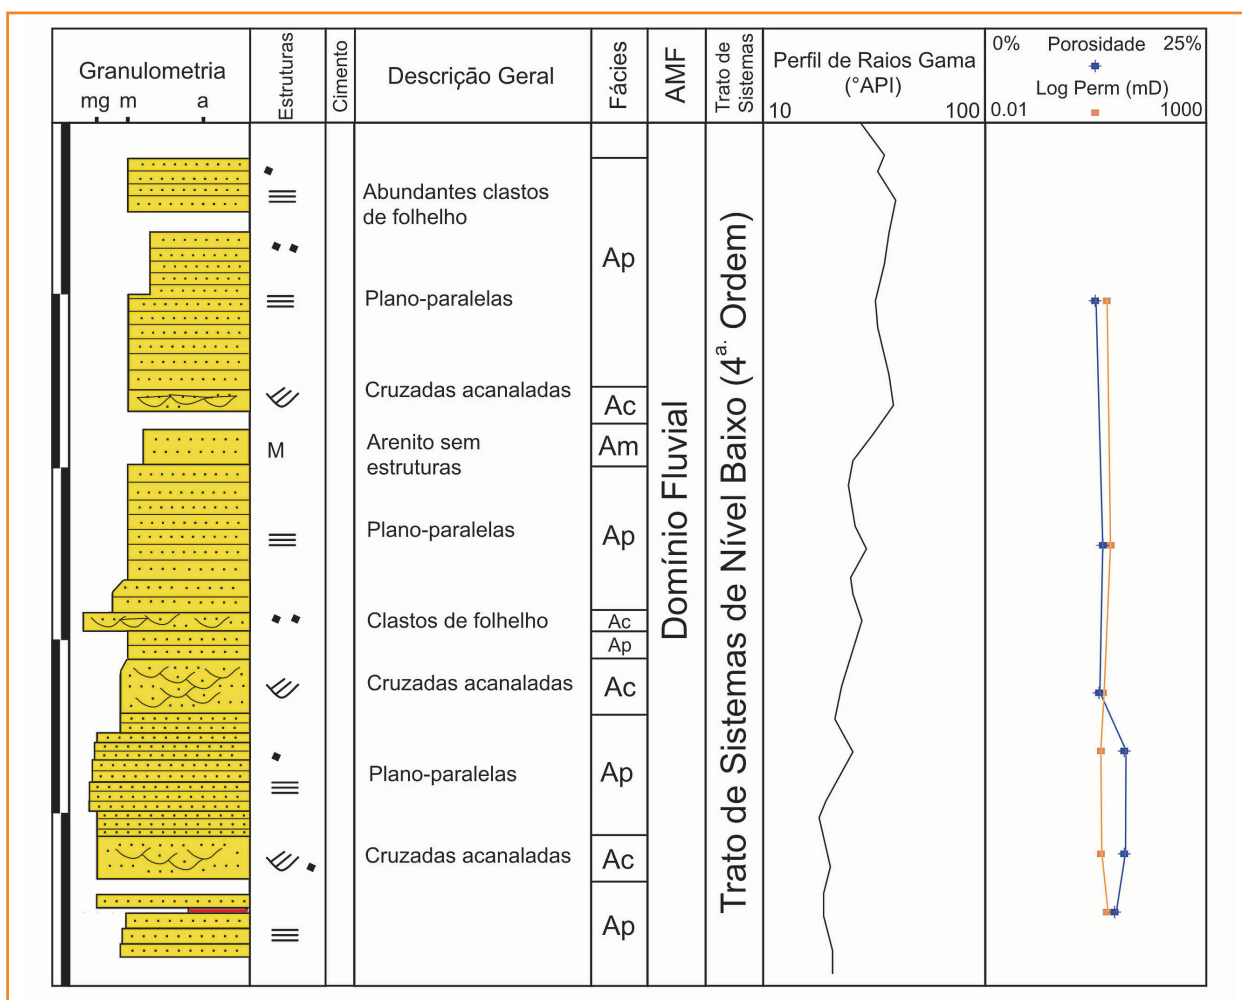 Granulometria
mg m a
Estruturas
Cimento
Descrição Geral
Fácies
AMF
Trato de
Sistemas
Perfil de Raios Gama
(°API)
10 100
0% Porosidade 25%
Log Perm (mD)
0.01 1000
Abundantes clastos
de folhelho
Ap
Plano-paralelas
Cruzadas acanaladas
Ac
Arenito sem
estruturas
M
Am
Plano-paralelas
Ap
Clastos de folhelho
Ac
Ap
Cruzadas acanaladas
Ac
Plano-paralelas
Ap
Cruzadas acanaladas
Ac
Ap
Domínio Fluvial
Trato de Sistemas de Nível Baixo (4ª. Ordem)